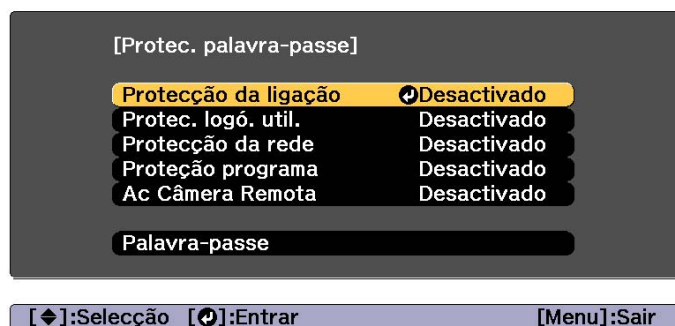 [Protec. palavra-passe]
Protecção da ligação Desactivado
Protec. logó. util. Desactivado
Protecção da rede Desactivado
Proteção programa Desactivado
Ac Câmera Remota Desactivado
Palavra-passe
[◆]:Selecção [↵]:Entrar [Menu]:Sair